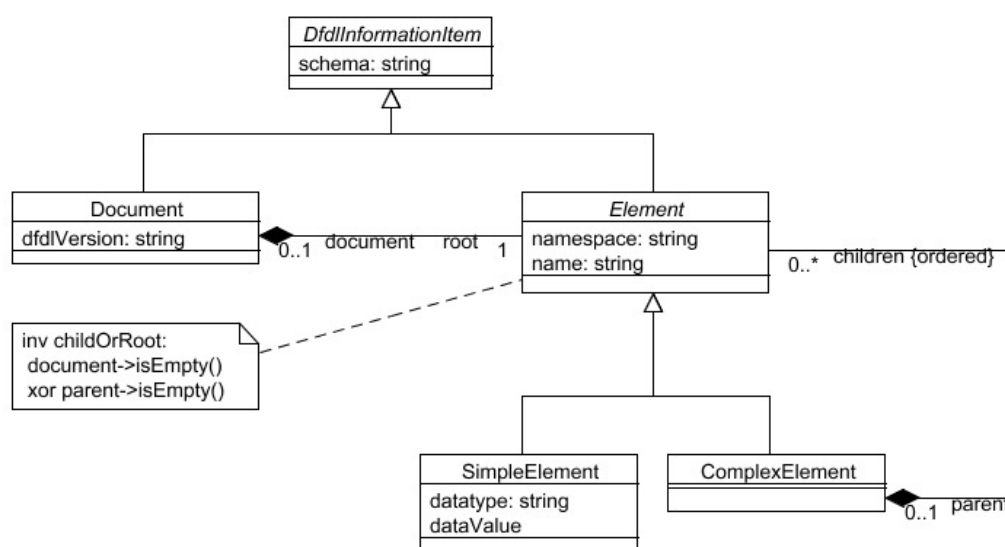 DfdlInformationItem
schema: string
Document
dfdlVersion: string
0..1 document root 1
Element
namespace: string
name: string
0..* children {ordered}
inv childOrRoot:
document->isEmpty()
xor parent->isEmpty()
SimpleElement
datatype: string
dataValue
ComplexElement
0..1 parent